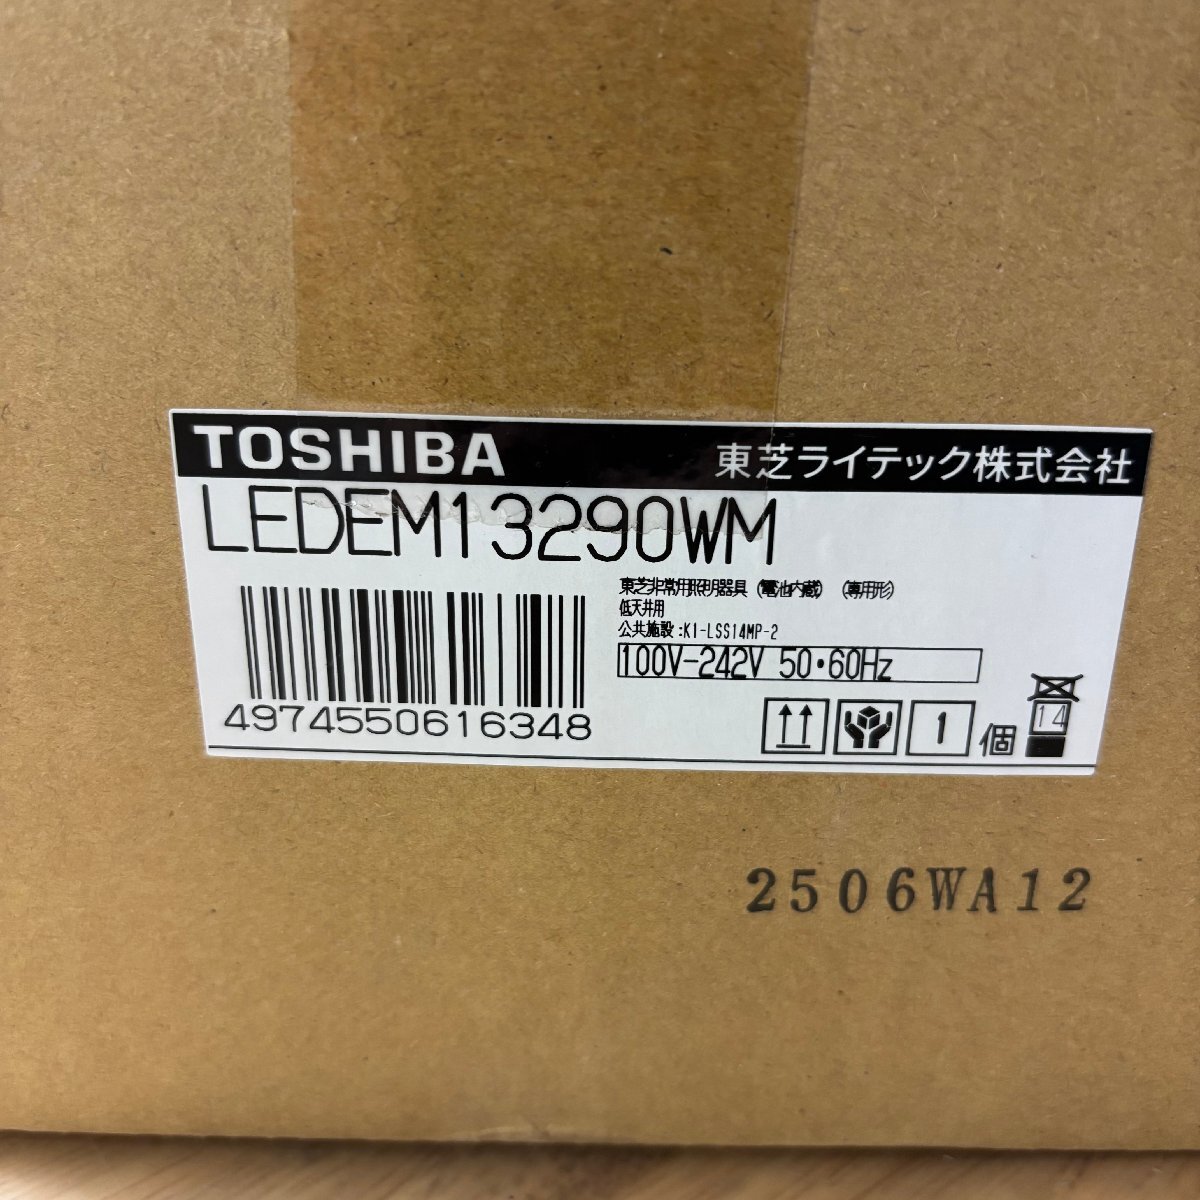 TOSHIBA 東芝ライテック株式会社
LEDEM13290WM
東芝非常用照明器具(電池内蔵) (専用形)
低天井用
公共施設:K1-LSS14MP-2
100V-242V 50・60Hz
4974550616348
1 個
14
2506WA12